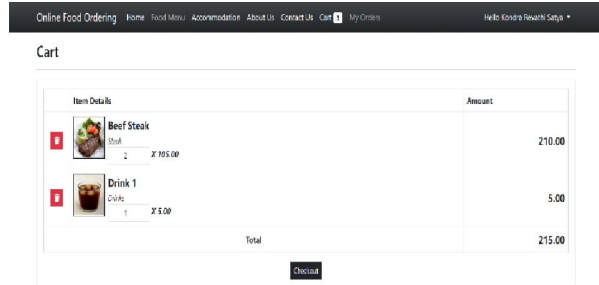 Online Food Ordering Home Food Menu Accommodation About Us Contact Us Cart 1 My Orders Hello Kondra Revathi Satya
Cart
Item Details Amount
Beef Steak
Steak
2 X 105.00
210.00
Drink 1
Drinks
1 X 5.00
5.00
Total 215.00
Checkout